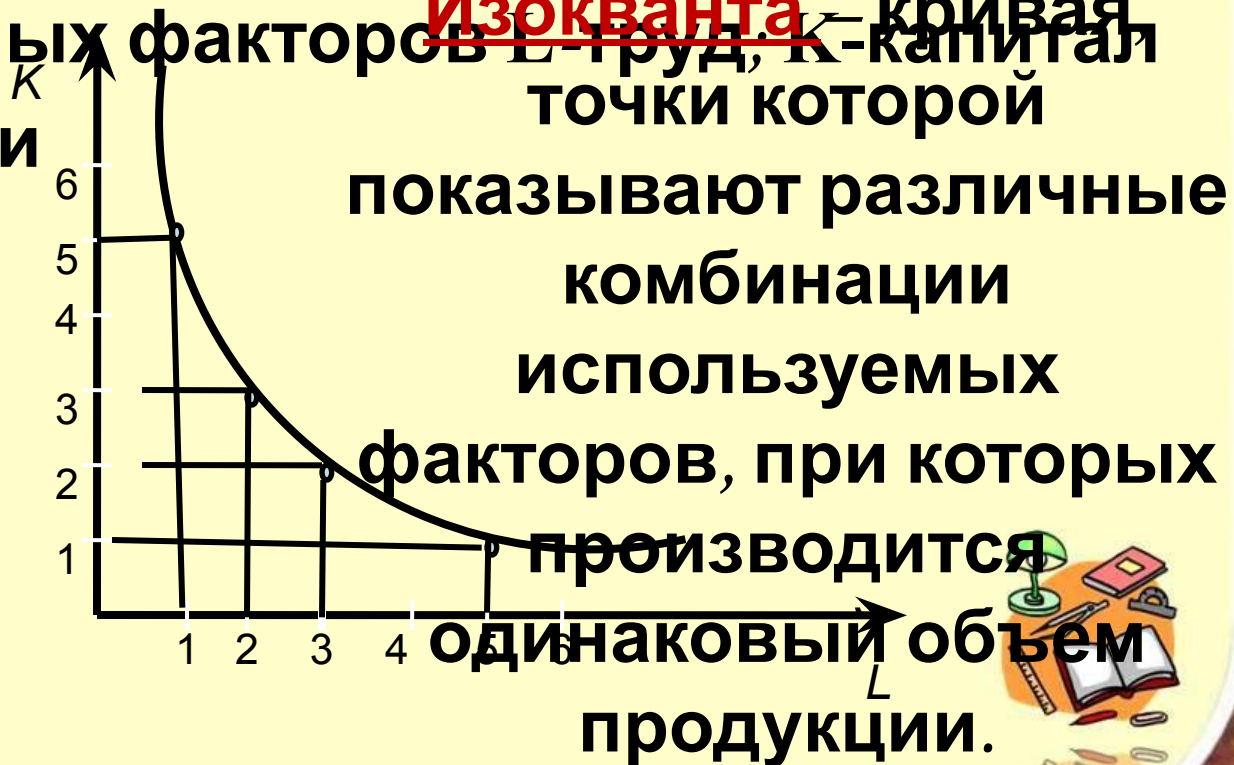 Изокванта – кривая,
ых факторов L-труд; K-капитал
K
точки которой
и
6
показывают различные
5
комбинации
4
используемых
3
факторов, при которых
2
производится
1
1 2 3 4 5 6
одинаковый объем
L
продукции.